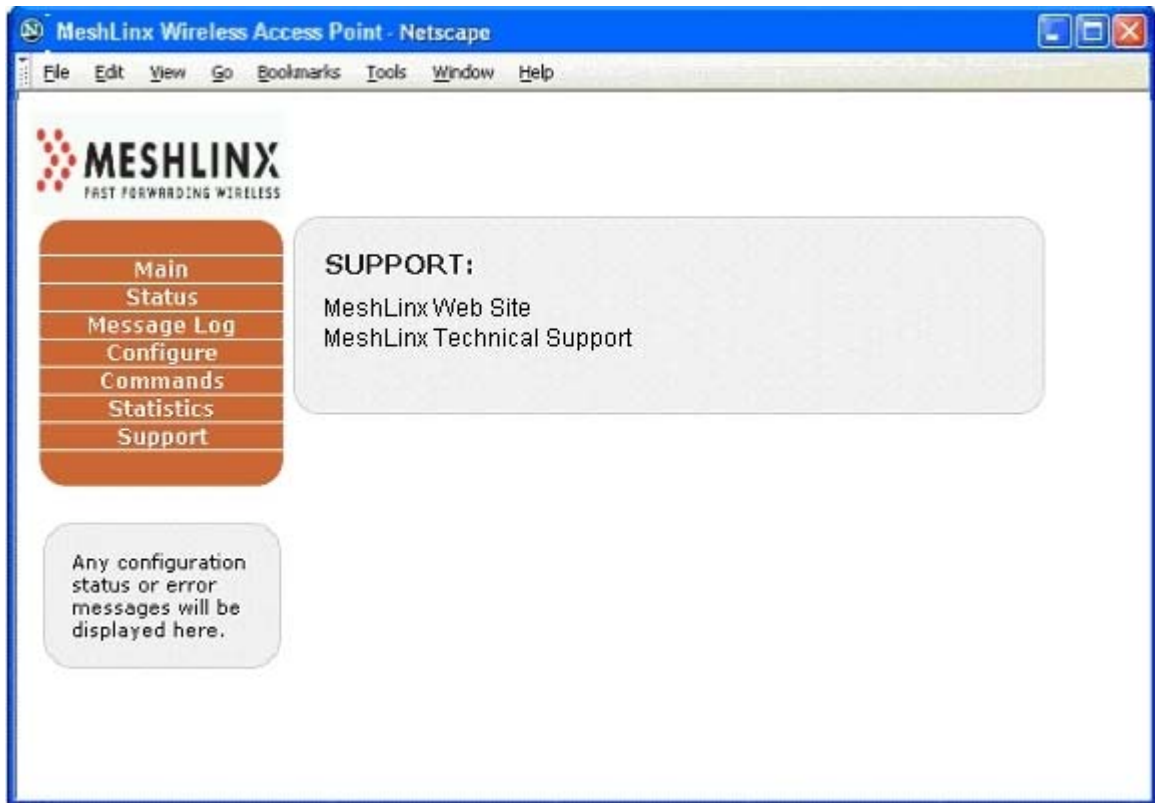 MeshLinx Wireless Access Point - Netscape
File Edit View Go Bookmarks Tools Window Help
MESHLINX
FAST FORWARDING WIRELESS
Main
Status
Message Log
Configure
Commands
Statistics
Support
SUPPORT:
MeshLinx Web Site
MeshLinx Technical Support
Any configuration
status or error
messages will be
displayed here.